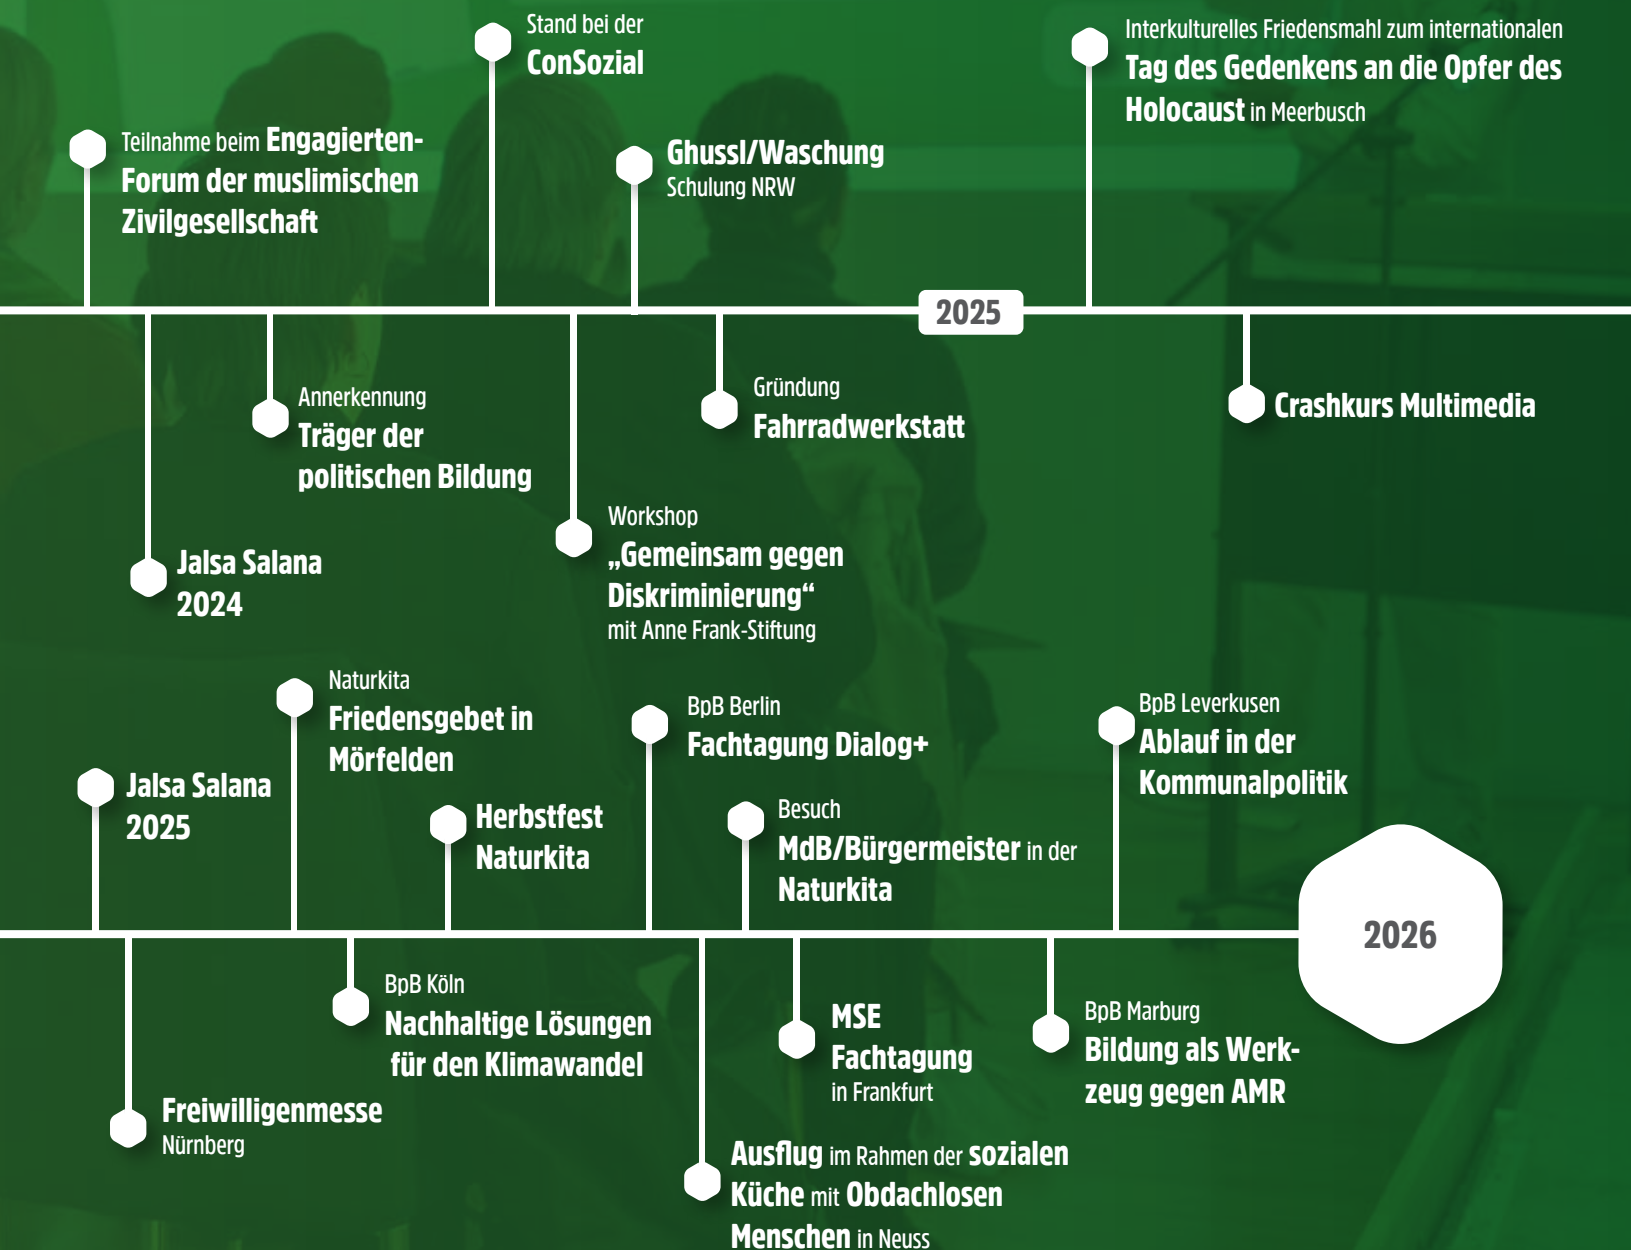 Stand bei der
ConSozial
Interkulturelles Friedensmahl zum internationalen
Tag des Gedenkens an die Opfer des
Holocaust in Meerbusch
Teilnahme beim Engagierten-
Forum der muslimischen
Zivilgesellschaft
Ghussl/Waschung
Schulung NRW
2025
Annerkennung
Träger der
politischen Bildung
Gründung
Fahrradwerkstatt
Crashkurs Multimedia
Jalsa Salana
2024
Workshop
„Gemeinsam gegen
Diskriminierung“
mit Anne Frank-Stiftung
Jalsa Salana
2025
Naturkita
Friedensgebet in
Mörfelden
Herbstfest
Naturkita
BpB Berlin
Fachtagung Dialog+
Besuch
MdB/Bürgermeister in der
Naturkita
BpB Leverkusen
Ablauf in der
Kommunalpolitik
2026
Freiwilligenmesse
Nürnberg
BpB Köln
Nachhaltige Lösungen
für den Klimawandel
MSE
Fachtagung
in Frankfurt
BpB Marburg
Bildung als Werk-
zeug gegen AMR
Ausflug im Rahmen der sozialen
Küche mit Obdachlosen
Menschen in Neuss